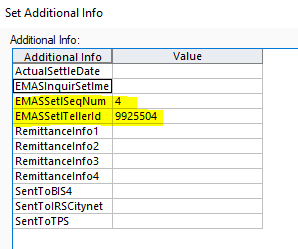 Set Additional Info
Additional Info:
Additional Info Value
ActualSettleDate
EMASInquirSetIme
EMASSetlSeqNum 4
EMASSetlTellerId 9925504
RemittanceInfo1
RemittanceInfo2
RemittanceInfo3
RemittanceInfo4
SentToBIS4
SentToIRSCitynet
SentToTPS